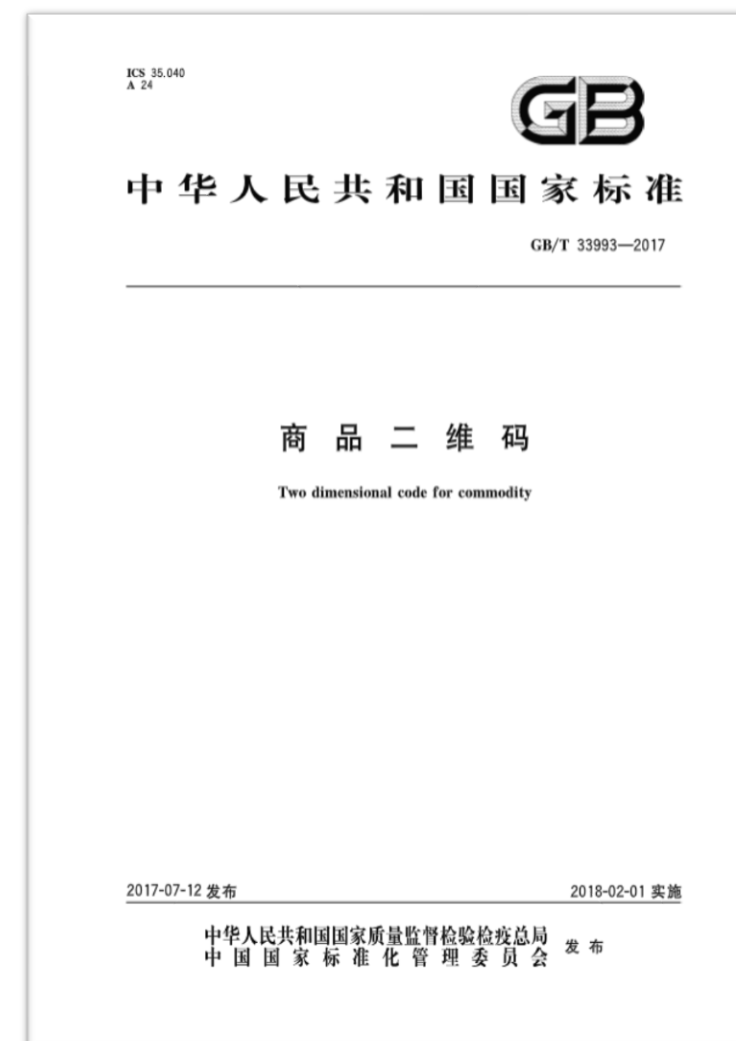 ICS 35.040
A 24
GB
中华人民共和国国家标准
GB/T 33993—2017
商品二维码
Two dimensional code for commodity
2017-07-12 发布
2018-02-01 实施
中华人民共和国国家质量监督检验检疫总局
中国国家标准化管理委员会
发布